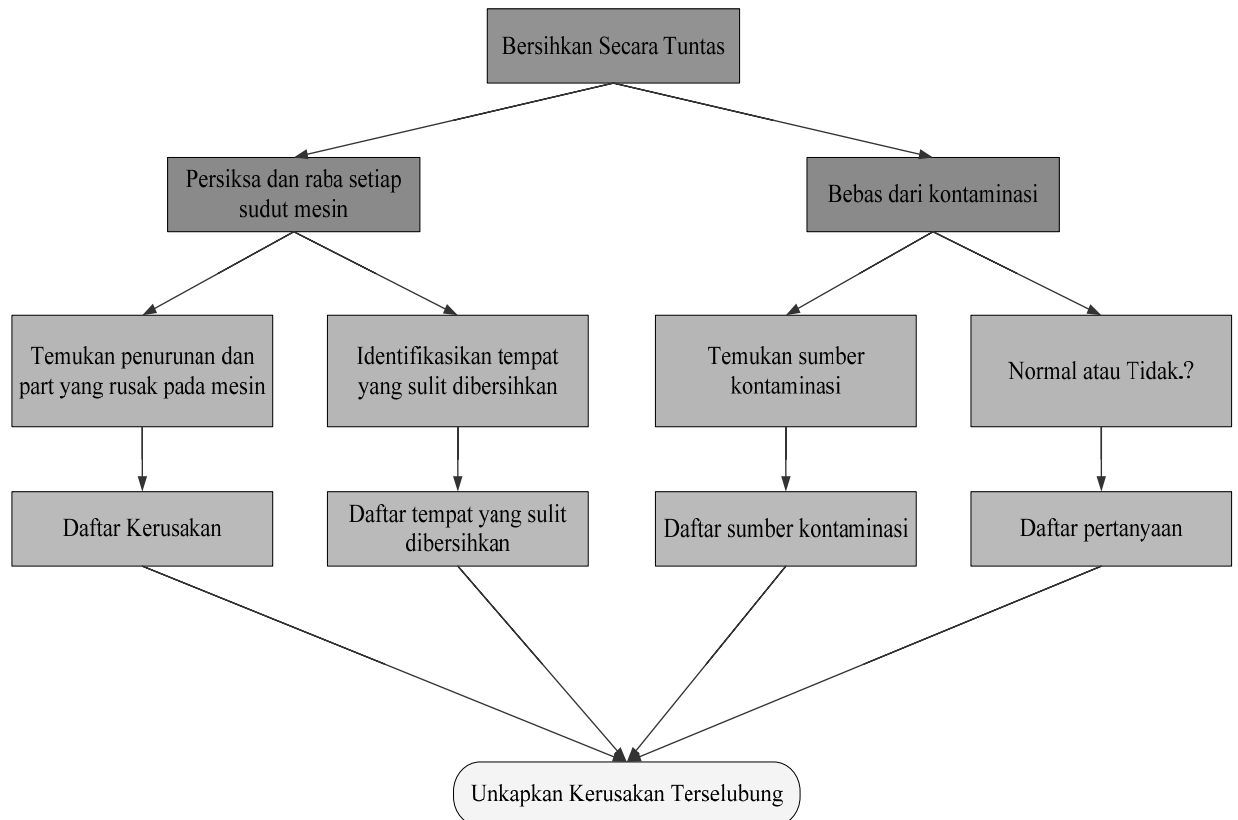 Bersihkan Secara Tuntas
Persiksa dan raba setiap
sudut mesin
Bebas dari kontaminasi
Temukan penurunan dan
part yang rusak pada mesin
Identifikasikan tempat
yang sulit dibersihkan
Temukan sumber
kontaminasi
Normal atau Tidak.?
Daftar Kerusakan
Daftar tempat yang sulit
dibersihkan
Daftar sumber kontaminasi
Daftar pertanyaan
Unkapkan Kerusakan Terselubung